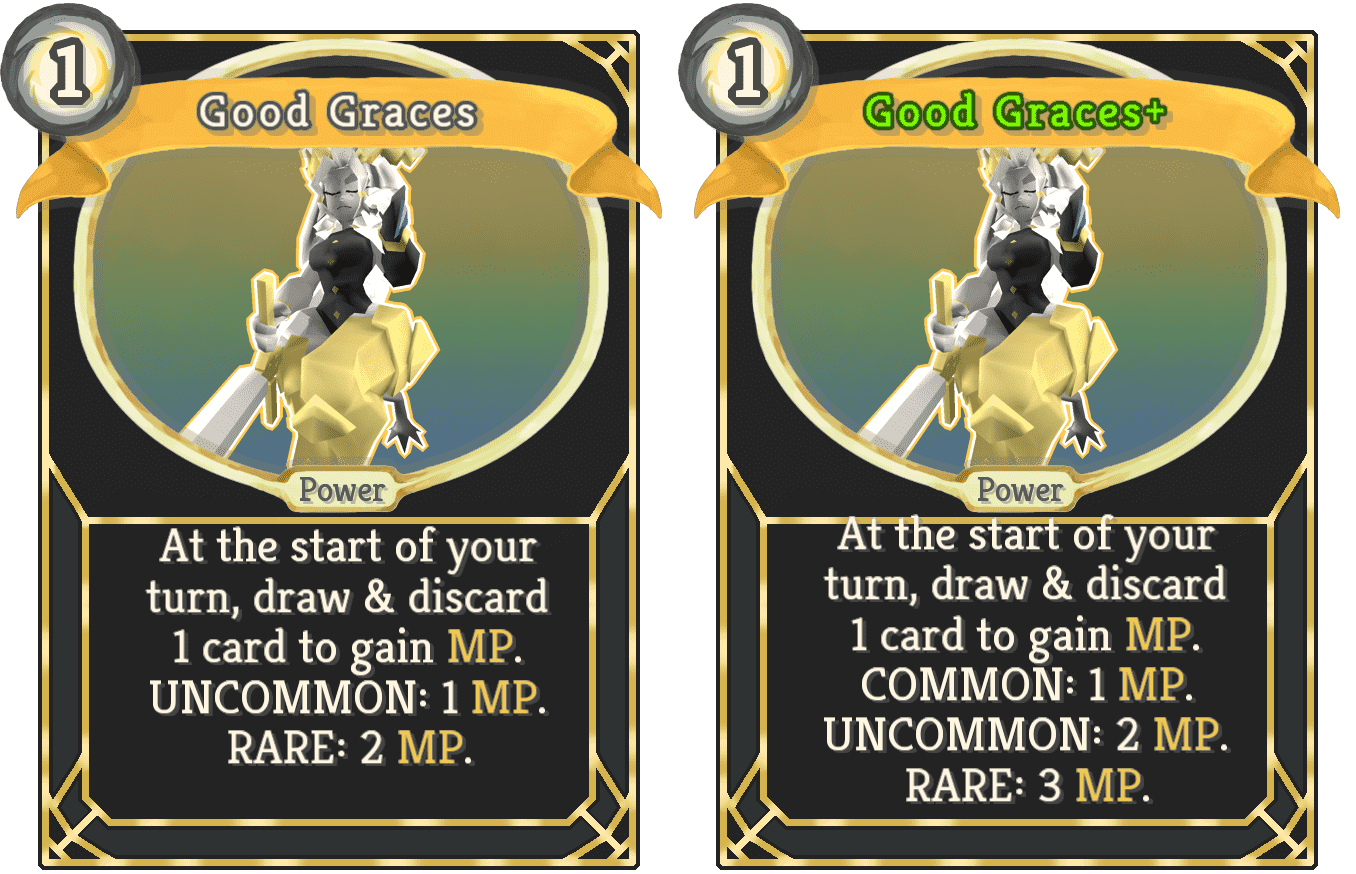 1
Good Graces
Power
At the start of your
turn, draw & discard
1 card to gain MP.
UNCOMMON: 1 MP.
RARE: 2 MP.
1
Good Graces+
Power
At the start of your
turn, draw & discard
1 card to gain MP.
COMMON: 1 MP.
UNCOMMON: 2 MP.
RARE: 3 MP.